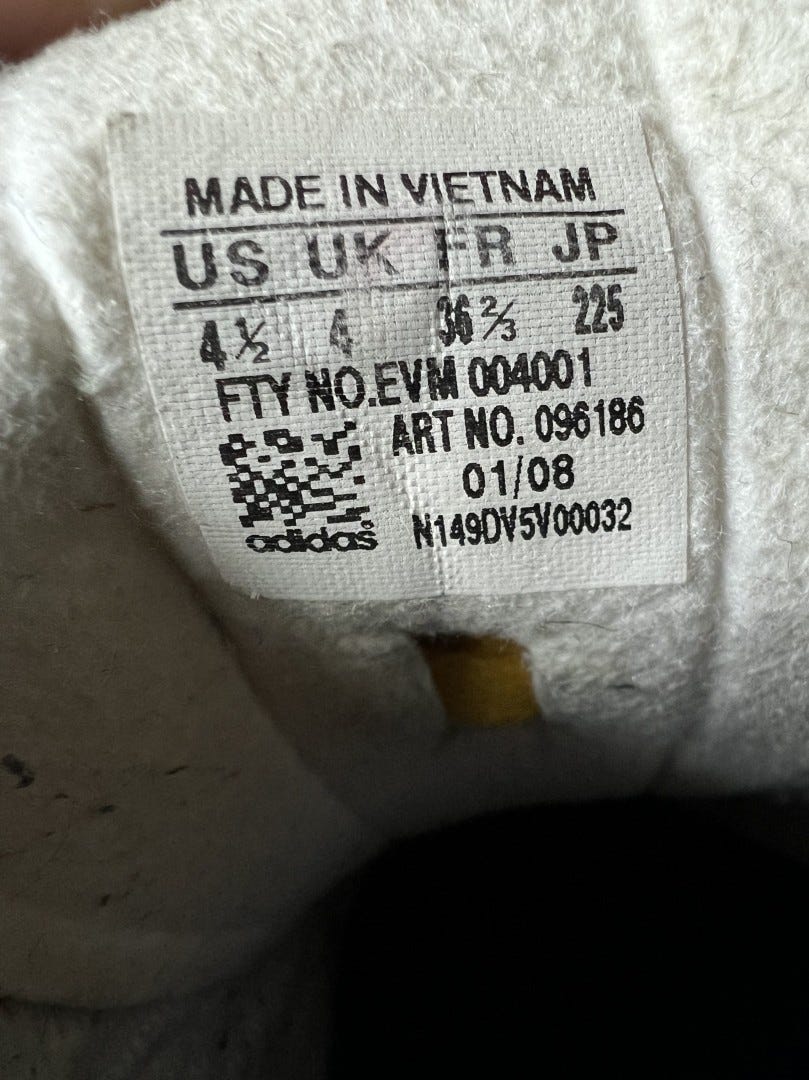 MADE IN VIETNAM
US UK FR JP
4½ 4 36⅔ 225
FTY NO.EVM 004001
ART NO. 096186
01/08
adidas® N149DV5V00032